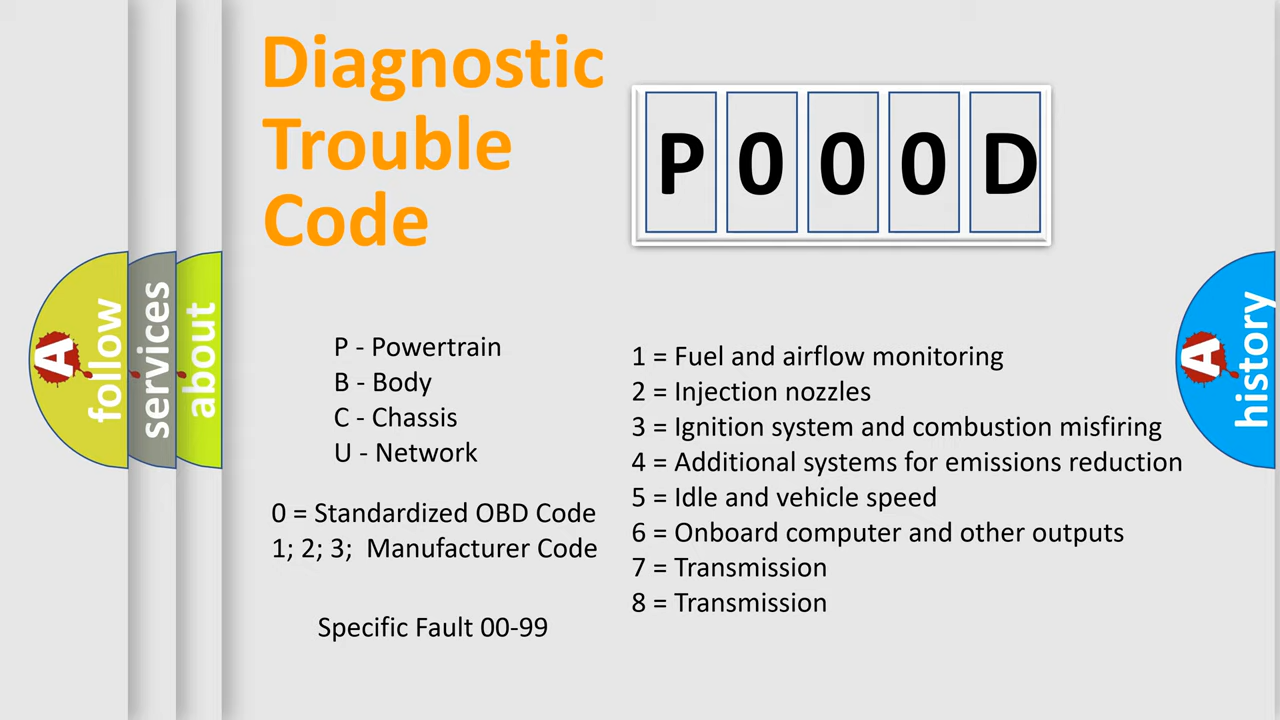 Diagnostic
Trouble
Code
P000D
P - Powertrain
B - Body
C - Chassis
U - Network
0 = Standardized OBD Code
1; 2; 3; Manufacturer Code
Specific Fault 00-99
1 = Fuel and airflow monitoring
2 = Injection nozzles
3 = Ignition system and combustion misfiring
4 = Additional systems for emissions reduction
5 = Idle and vehicle speed
6 = Onboard computer and other outputs
7 = Transmission
8 = Transmission
A follow
services
about
A history